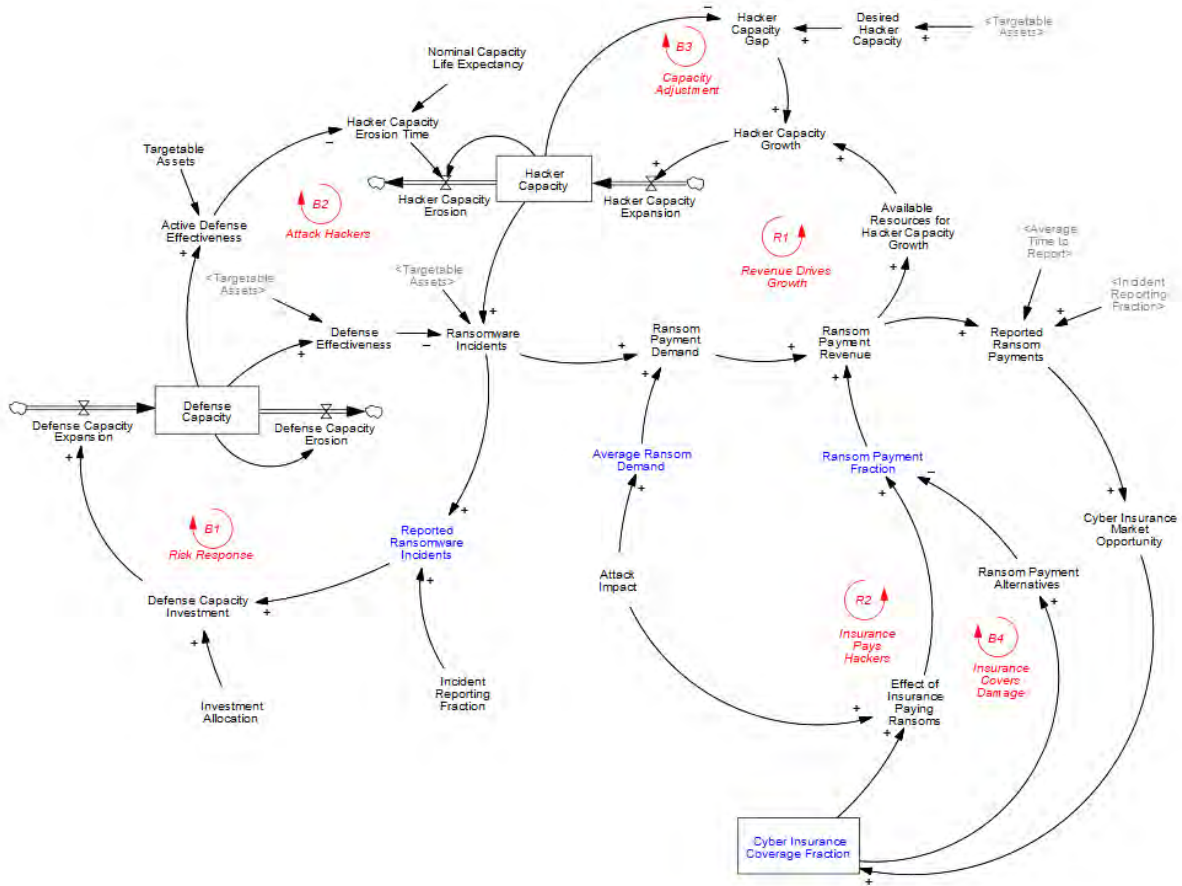 Hacker
Capacity
Gap
Desired
Hacker
Capacity
<Targetable
Assets>
B3
Capacity
Adjustment
Nominal Capacity
Life Expectancy
Hacker Capacity
Erosion Time
Hacker Capacity
Growth
Targetable
Assets
Hacker
Capacity
Hacker Capacity
Erosion
Hacker Capacity
Expansion
B2
Attack Hackers
Active Defense
Effectiveness
Available
Resources for
Hacker Capacity
Growth
R1
Revenue Drives
Growth
<Average
Time to
Report>
<Targetable
Assets>
<Targetable
Assets>
<Incident
Reporting
Fraction>
Defense
Effectiveness
Ransomware
Incidents
Ransom
Payment
Demand
Ransom
Payment
Revenue
Reported
Ransom
Payments
Defense
Capacity
Defense Capacity
Expansion
Defense Capacity
Erosion
Average Ransom
Demand
Ransom Payment
Fraction
B1
Risk Response
Reported
Ransomware
Incidents
Cyber Insurance
Market
Opportunity
Attack
Impact
Ransom Payment
Alternatives
Defense Capacity
Investment
R2
Insurance
Pays
Hackers
B4
Insurance
Covers
Damage
Incident
Reporting
Fraction
Effect of
Insurance
Paying
Ransoms
Investment
Allocation
Cyber Insurance
Coverage Fraction